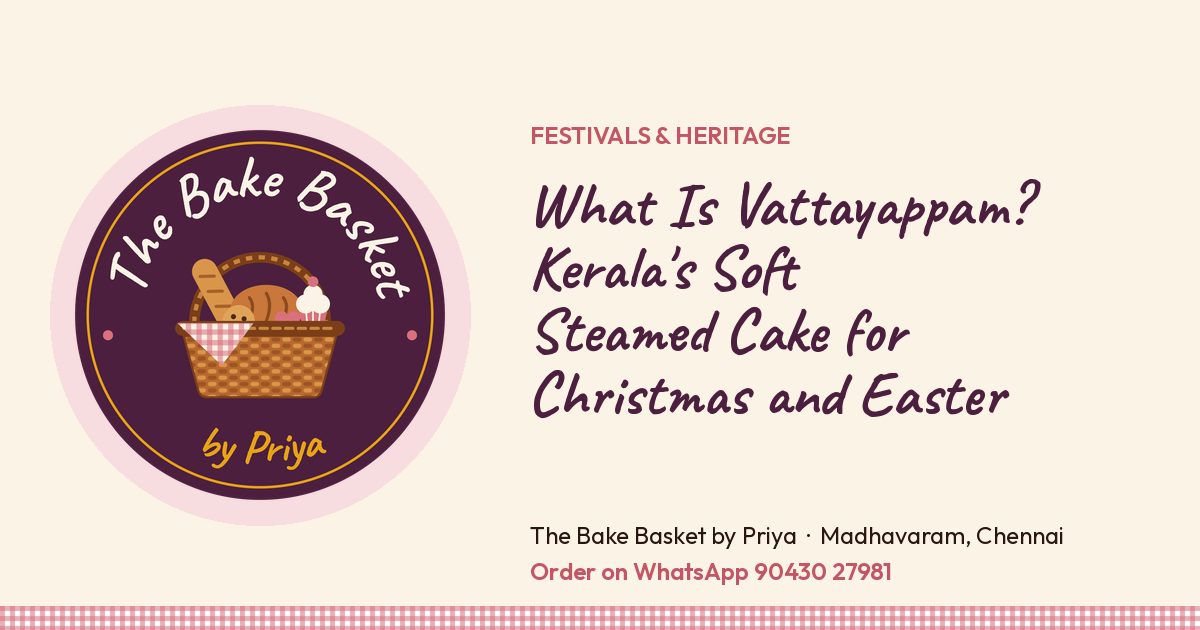 The Bake Basket
by Priya
FESTIVALS & HERITAGE
What Is Vattayappam?
Kerala's Soft
Steamed Cake for
Christmas and Easter
The Bake Basket by Priya · Madhavaram, Chennai
Order on WhatsApp 90430 27981